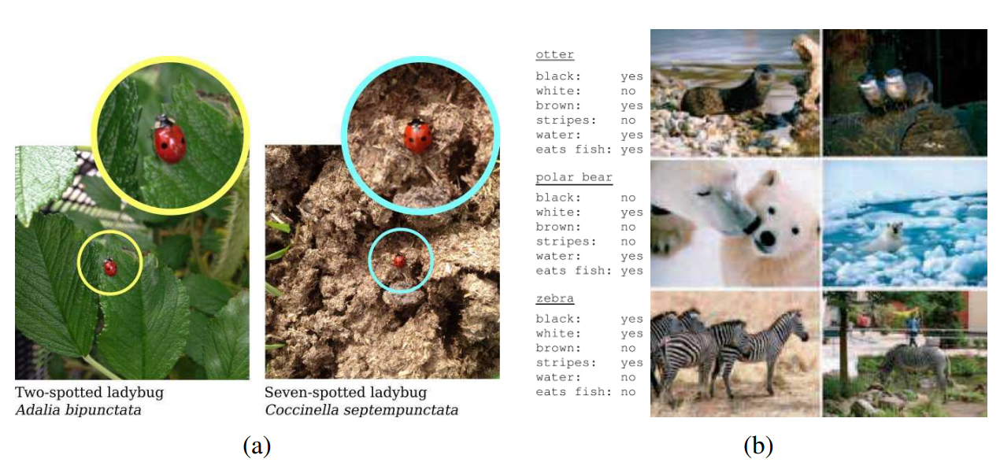 Two-spotted ladybug
Adalia bipunctata
Seven-spotted ladybug
Coccinella septempunctata
(a)
otter
black: yes
white: no
brown: yes
stripes: no
water: yes
eats fish: yes
polar bear
black: no
white: yes
brown: no
stripes: no
water: yes
eats fish: yes
zebra
black: yes
white: yes
brown: no
stripes: yes
water: no
eats fish: no
(b)